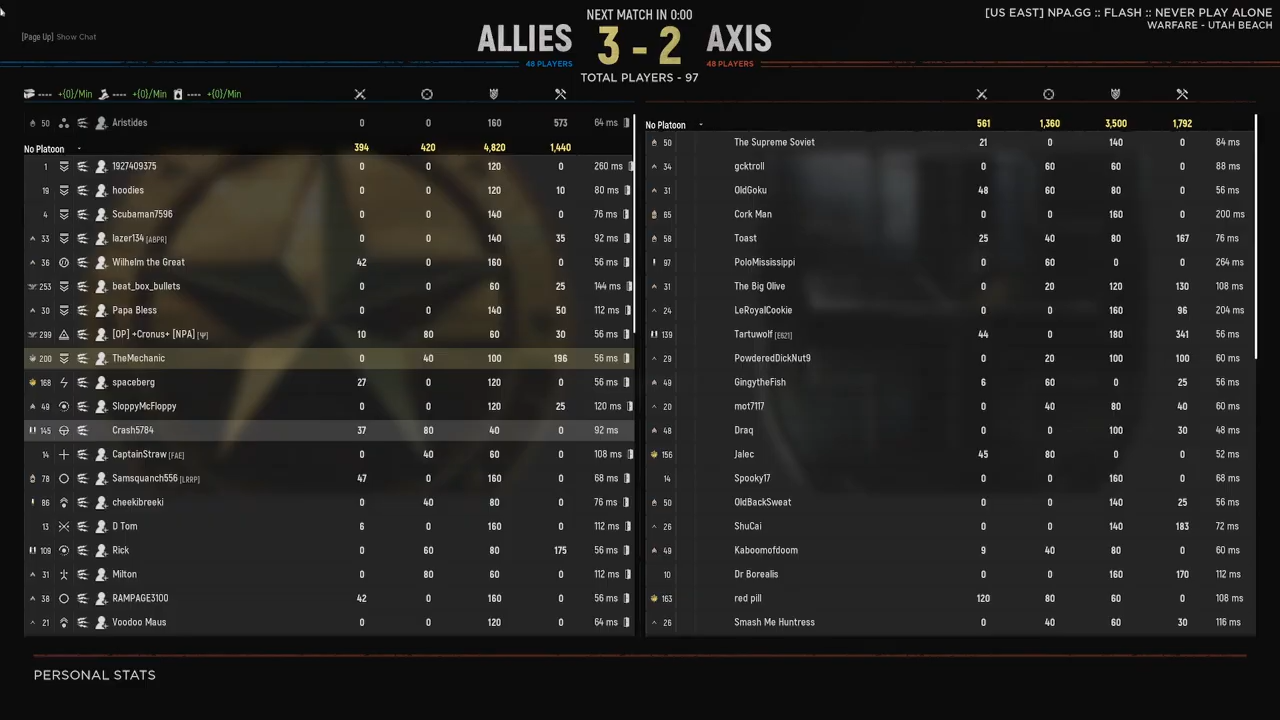 NEXT MATCH IN 0:00
[US EAST] NPA.GG :: FLASH :: NEVER PLAY ALONE
WARFARE - UTAH BEACH
[Page Up] Show Chat
ALLIES 3 - 2 AXIS
48 PLAYERS 48 PLAYERS
TOTAL PLAYERS - 97
---- +{0}/Min ---- +{0}/Min ---- +{0}/Min
50 Aristides 0 0 160 573 64 ms
No Platoon - 394 420 4,820 1,440
1 1927409375 0 0 120 0 260 ms
19 hoodies 0 0 120 10 80 ms
4 Scubaman7596 0 0 140 0 76 ms
33 lazer134 [ABPR] 0 0 140 35 92 ms
36 Wilhelm the Great 42 0 160 0 56 ms
253 beat_box_bullets 0 0 60 25 144 ms
30 Papa Bless 0 0 140 50 112 ms
299 [OP] +Cronus+ [NPA] [Ψ] 10 80 60 30 56 ms
200 TheMechanic 0 40 100 196 56 ms
168 spaceberg 27 0 120 0 56 ms
49 SloppyMcFloppy 0 0 120 25 120 ms
145 Crash5784 37 80 40 0 92 ms
14 CaptainStraw [FAE] 0 40 60 0 108 ms
78 Samsquanch556 [LRRP] 47 0 160 0 68 ms
86 cheekibreeki 0 40 80 0 76 ms
13 D Tom 6 0 160 0 112 ms
109 Rick 0 60 80 175 56 ms
31 Milton 0 80 60 0 112 ms
38 RAMPAGE3100 42 0 160 0 56 ms
21 Voodoo Maus 0 0 120 0 64 ms
No Platoon - 561 1,360 3,500 1,792
50 The Supreme Soviet 21 0 140 0 84 ms
34 gcktroll 0 60 60 0 88 ms
31 OldGoku 48 60 80 0 56 ms
65 Cork Man 0 0 160 0 200 ms
58 Toast 25 40 80 167 76 ms
97 PoloMississippi 0 60 0 0 264 ms
31 The Big Olive 0 20 120 130 108 ms
24 LeRoyalCookie 0 0 160 96 204 ms
139 Tartuwolf [E621] 44 0 180 341 56 ms
29 PowderedDickNut9 0 20 100 100 60 ms
49 GingytheFish 6 60 0 25 56 ms
20 mot7117 0 40 80 40 60 ms
48 Draq 0 0 100 30 48 ms
156 Jalec 45 80 0 0 52 ms
14 Spooky17 0 0 160 0 68 ms
50 OldBackSweat 0 0 140 25 56 ms
26 ShuCai 0 0 140 183 72 ms
49 Kaboomofdoom 9 40 80 0 60 ms
10 Dr Borealis 0 0 160 170 112 ms
163 red pill 120 80 60 0 108 ms
26 Smash Me Huntress 0 40 60 30 116 ms
PERSONAL STATS